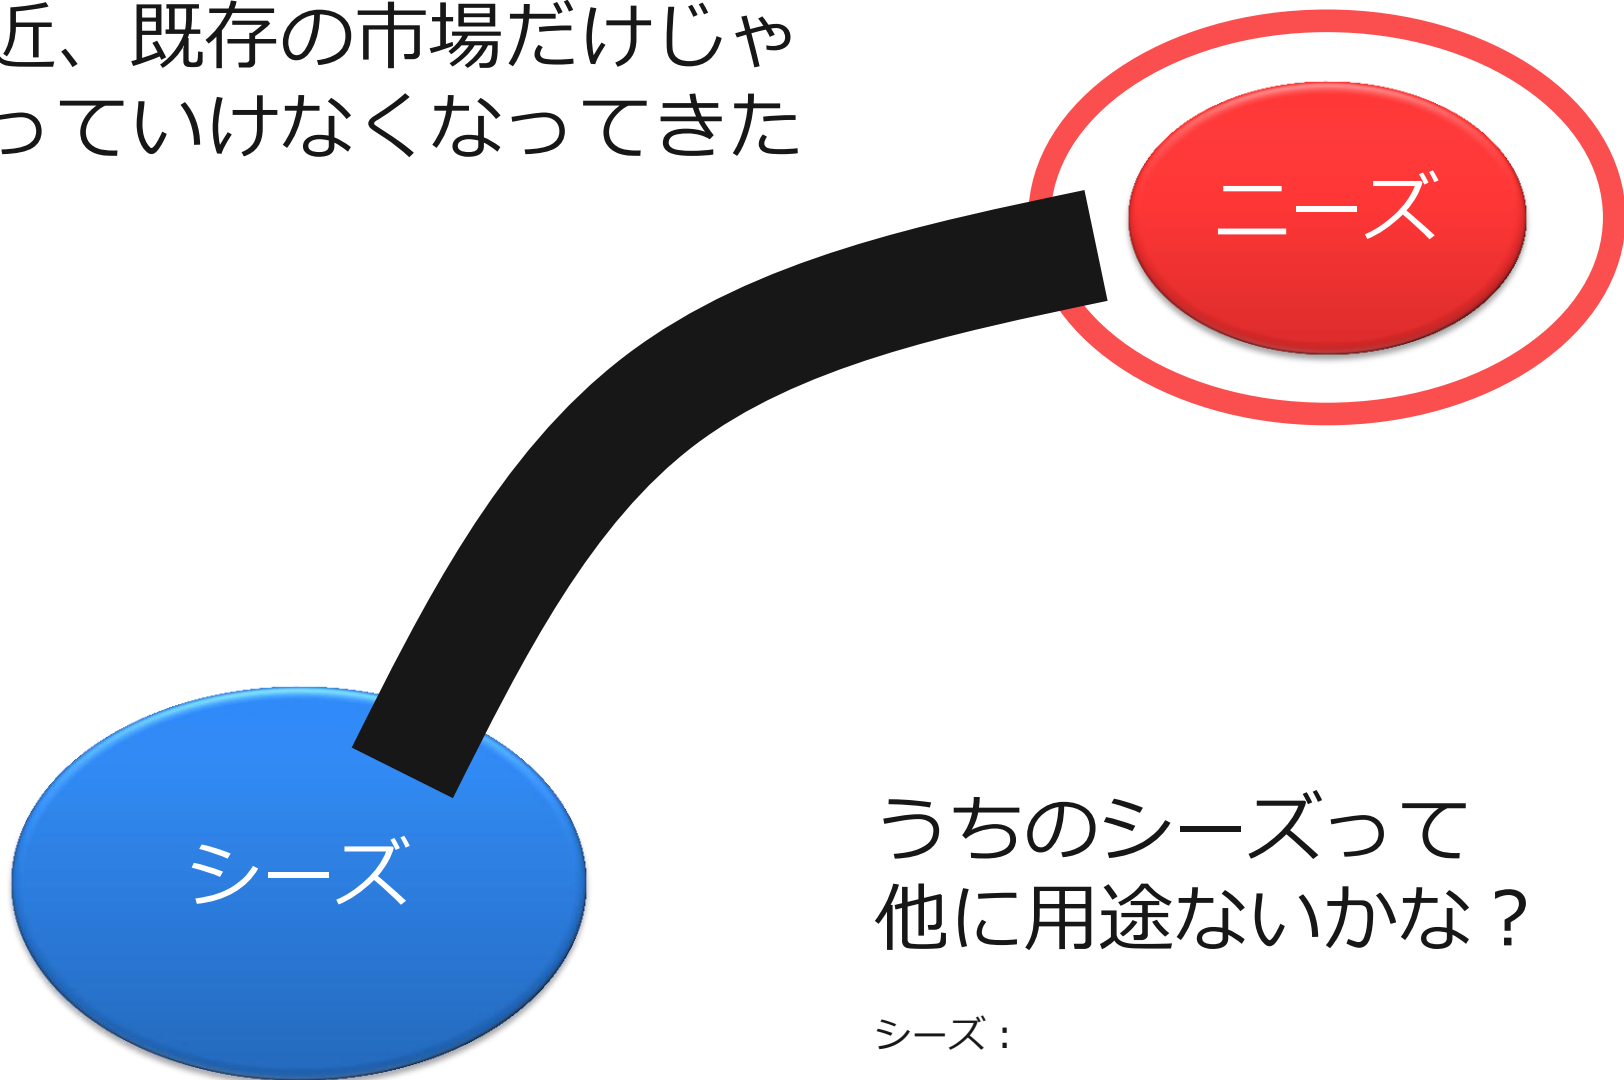 近、既存の市場だけじゃ
っていけなくなってきた
ニーズ
シーズ
うちのシーズって
他に用途ないかな？
シーズ：